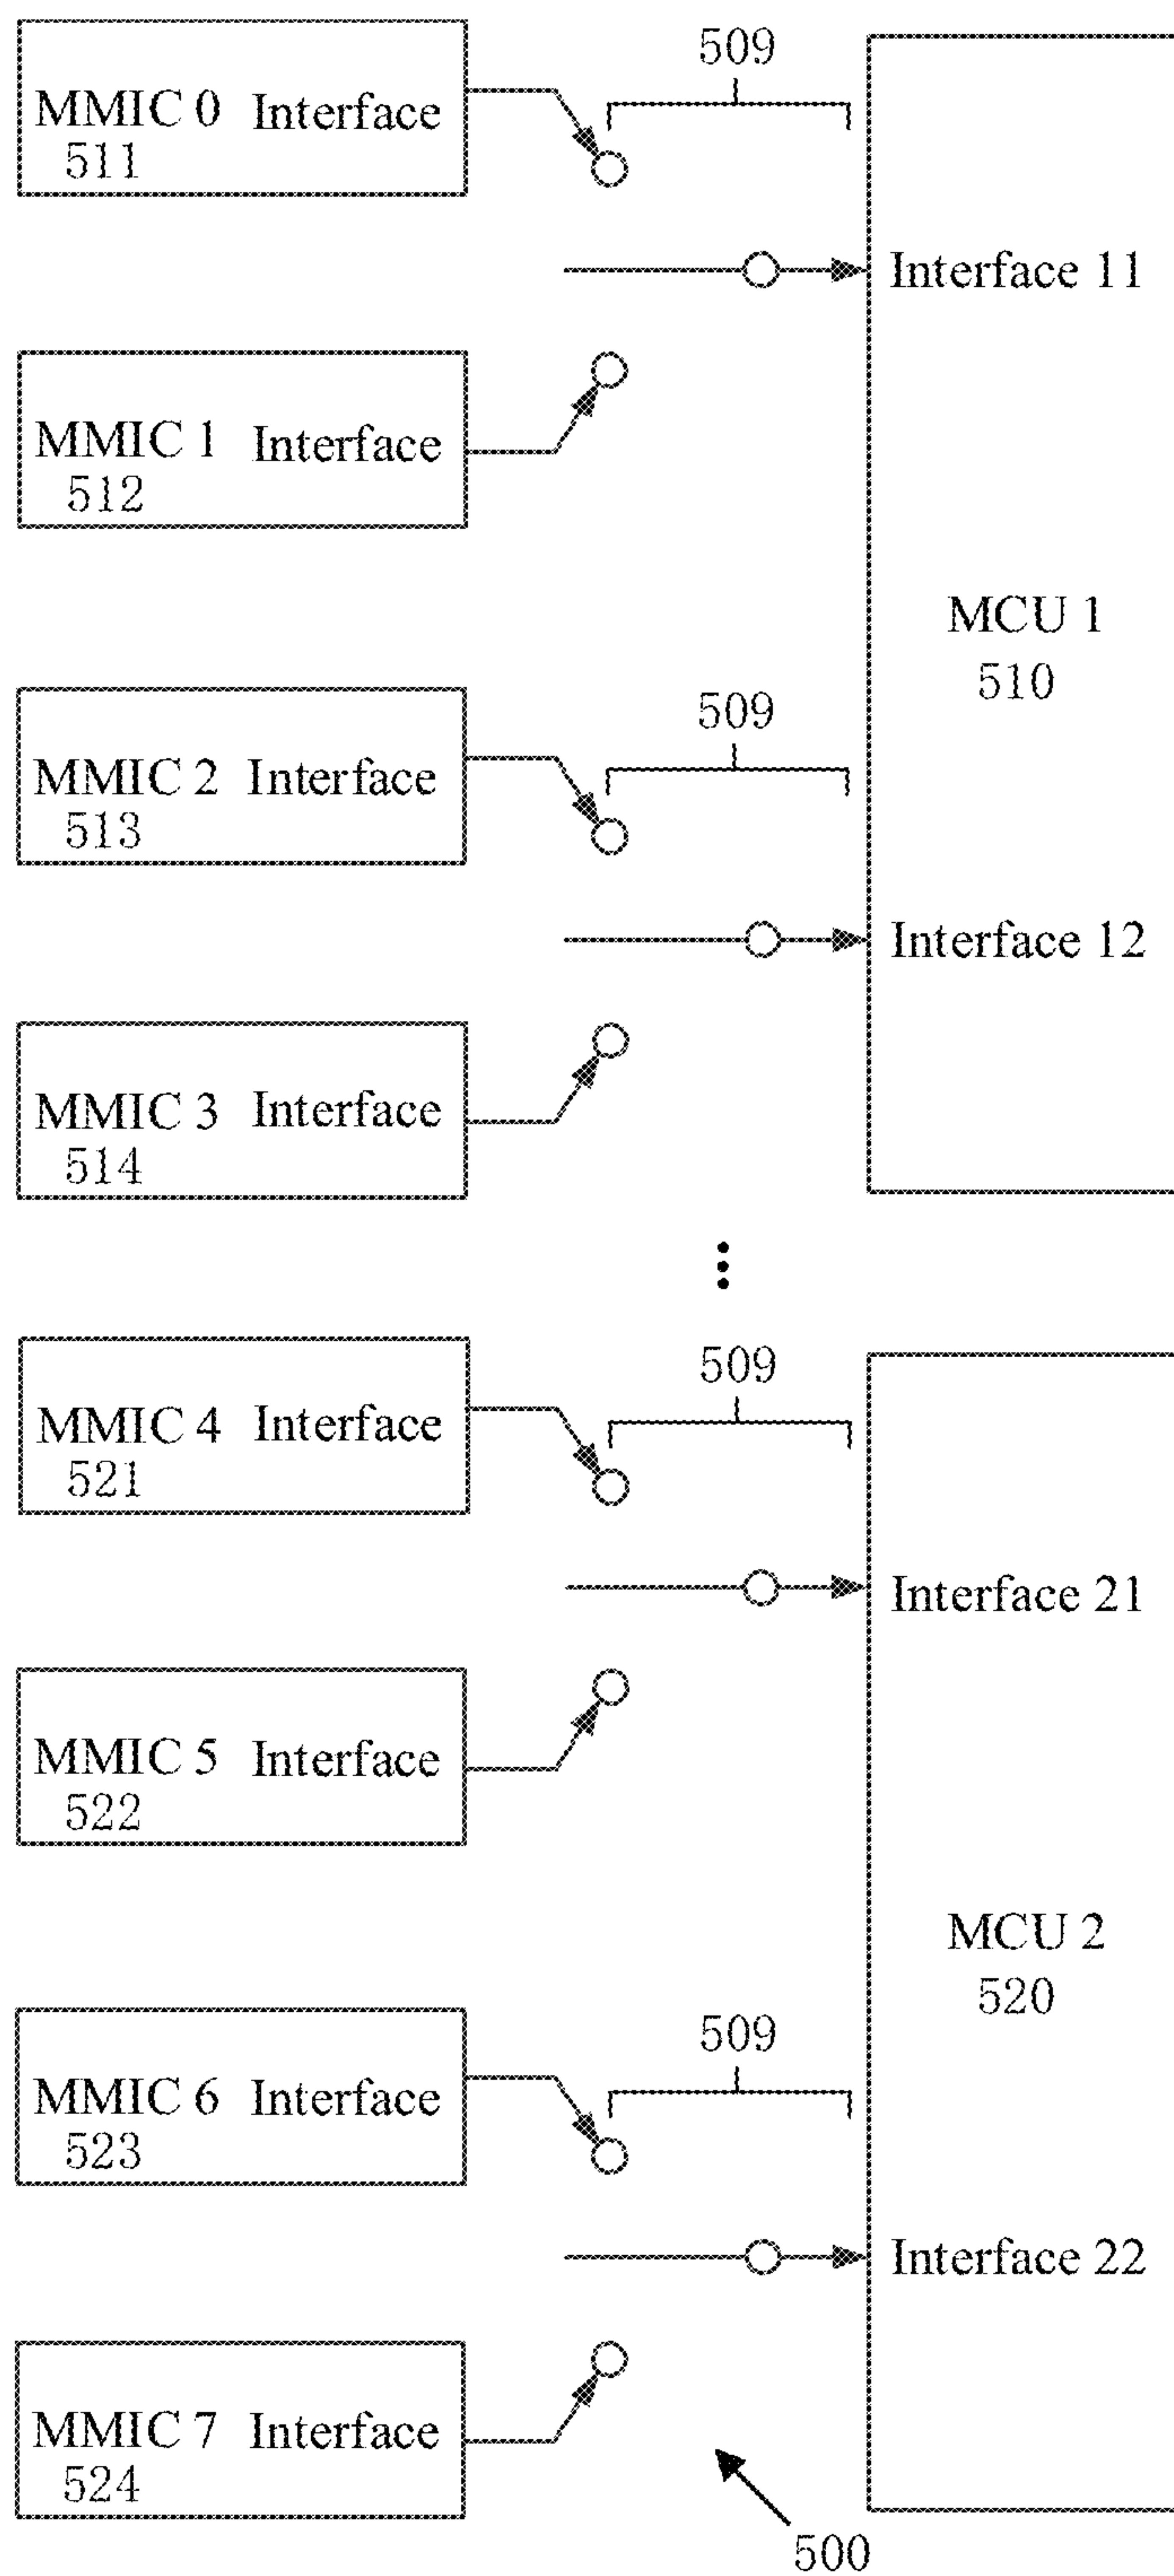 509
MMIC 0 Interface
511
Interface 11
MMIC 1 Interface
512
MCU 1
510
509
MMIC 2 Interface
513
Interface 12
MMIC 3 Interface
514
509
MMIC 4 Interface
521
Interface 21
MMIC 5 Interface
522
MCU 2
520
509
MMIC 6 Interface
523
Interface 22
MMIC 7 Interface
524
500